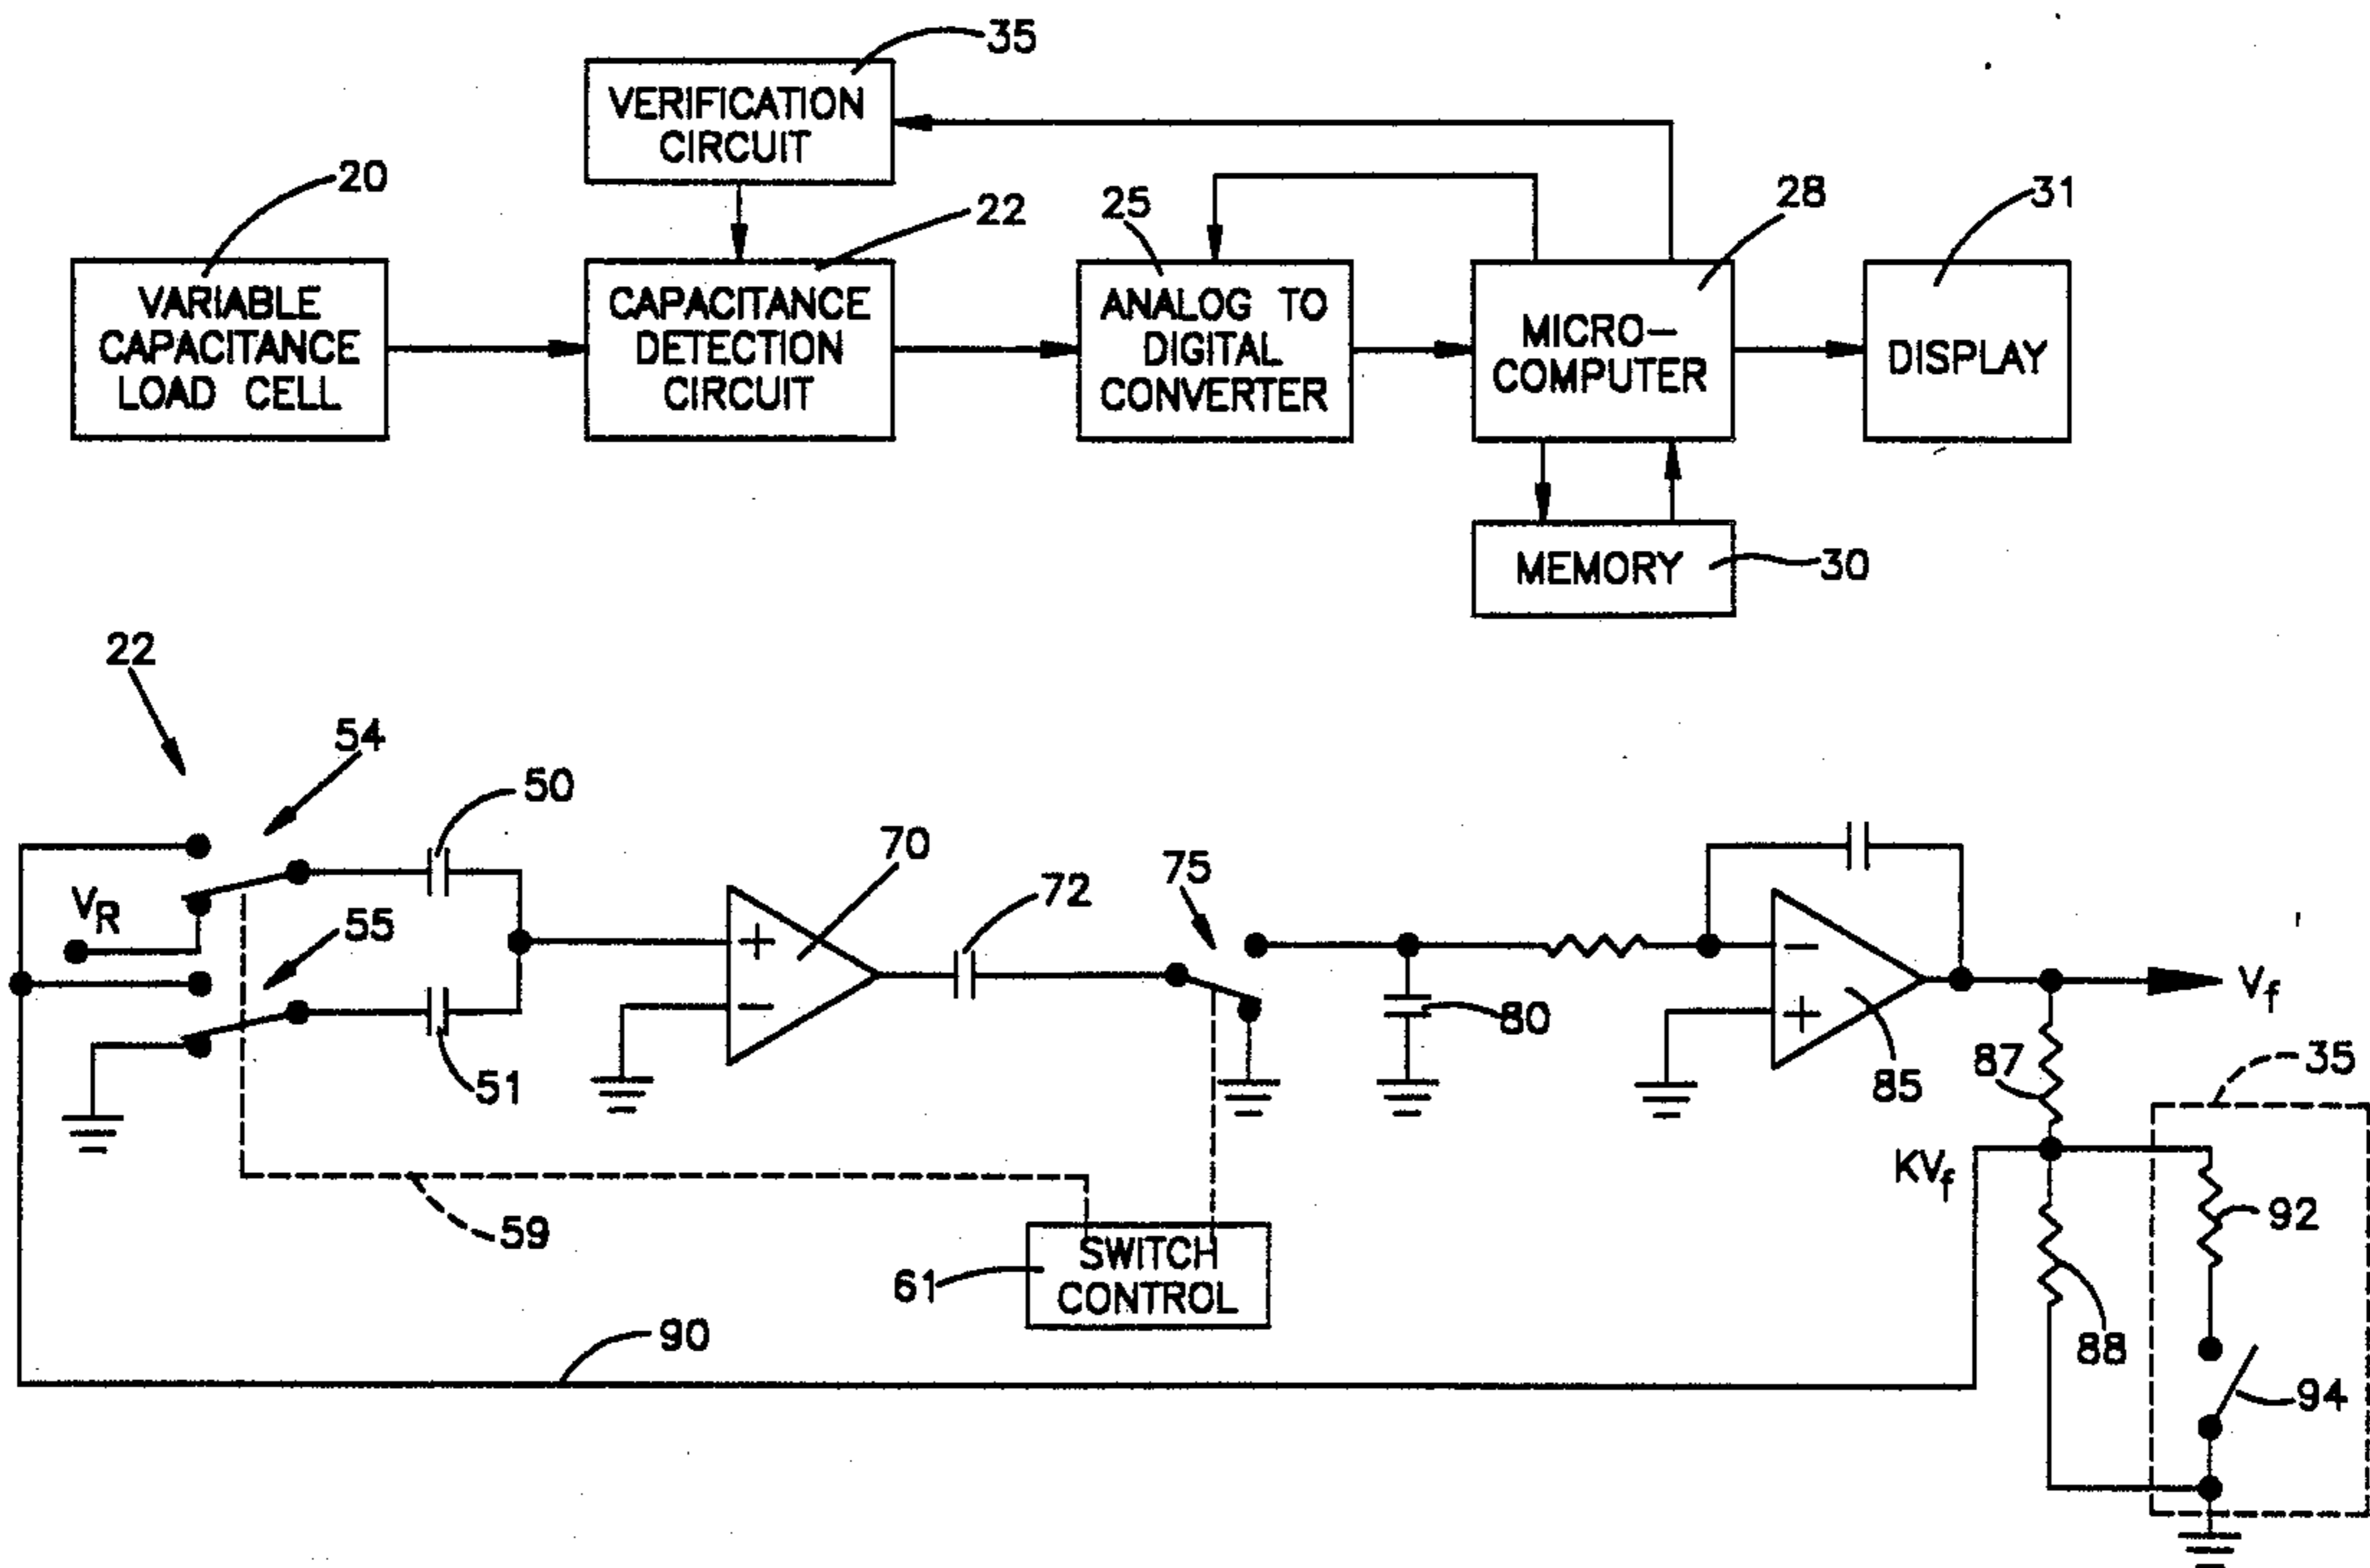 35
VERIFICATION
CIRCUIT
20
22
25
28
31
VARIABLE
CAPACITANCE
LOAD CELL
CAPACITANCE
DETECTION
CIRCUIT
ANALOG TO
DIGITAL
CONVERTER
MICRO-
COMPUTER
DISPLAY
MEMORY
30
22
54
50
70
72
75
VR
55
+
−
−
+
80
51
85
Vf
87
35
KVf
92
59
SWITCH
CONTROL
61
88
90
94